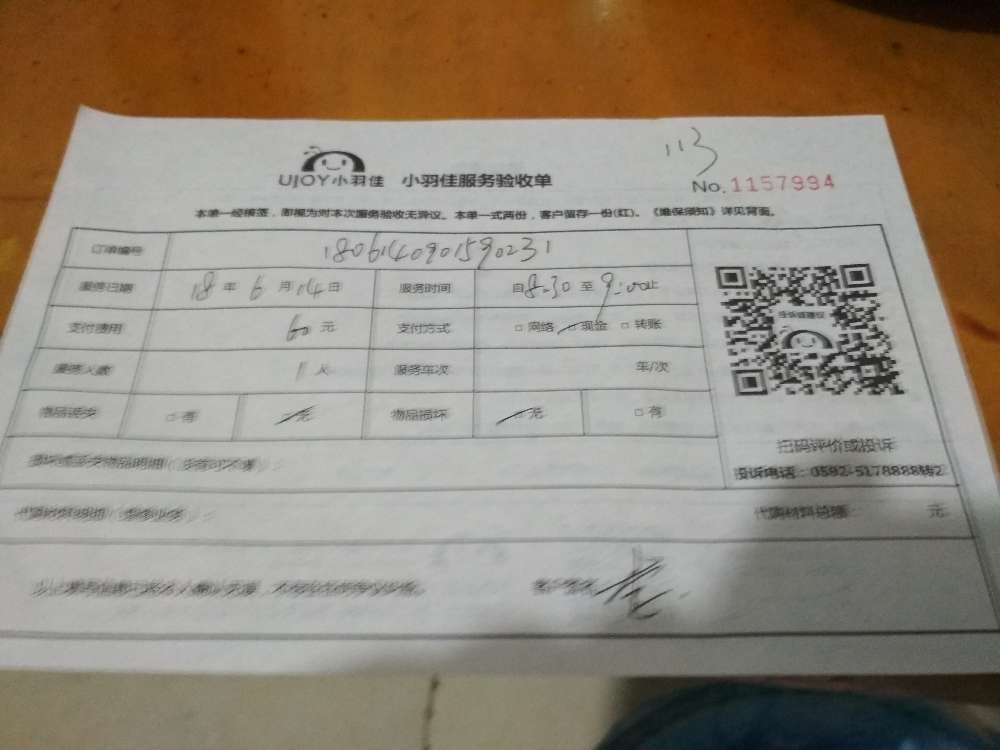 113
UJOY小羽佳 小羽佳服务验收单 No.1157994
本单一经接签，即视为对本次服务验收无异议。本单一式两份，客户留存一份(红)。《维保须知》详见背面。
订单编号 1806140901590231
服务日期 18 年 6 月 14 日 服务时间 自 8:30 至 9:00 止
支付费用 60 元 支付方式 □ 网络 □ 现金 □ 转账
服务人数 1 人 服务车次 车/次
物品丢失 □ 有 □ 无 物品损坏 □ 无 □ 有
投诉或建议
扫码评价或投诉
投诉电话：0592-5178888转2
代购材料总额： 元
客户签名